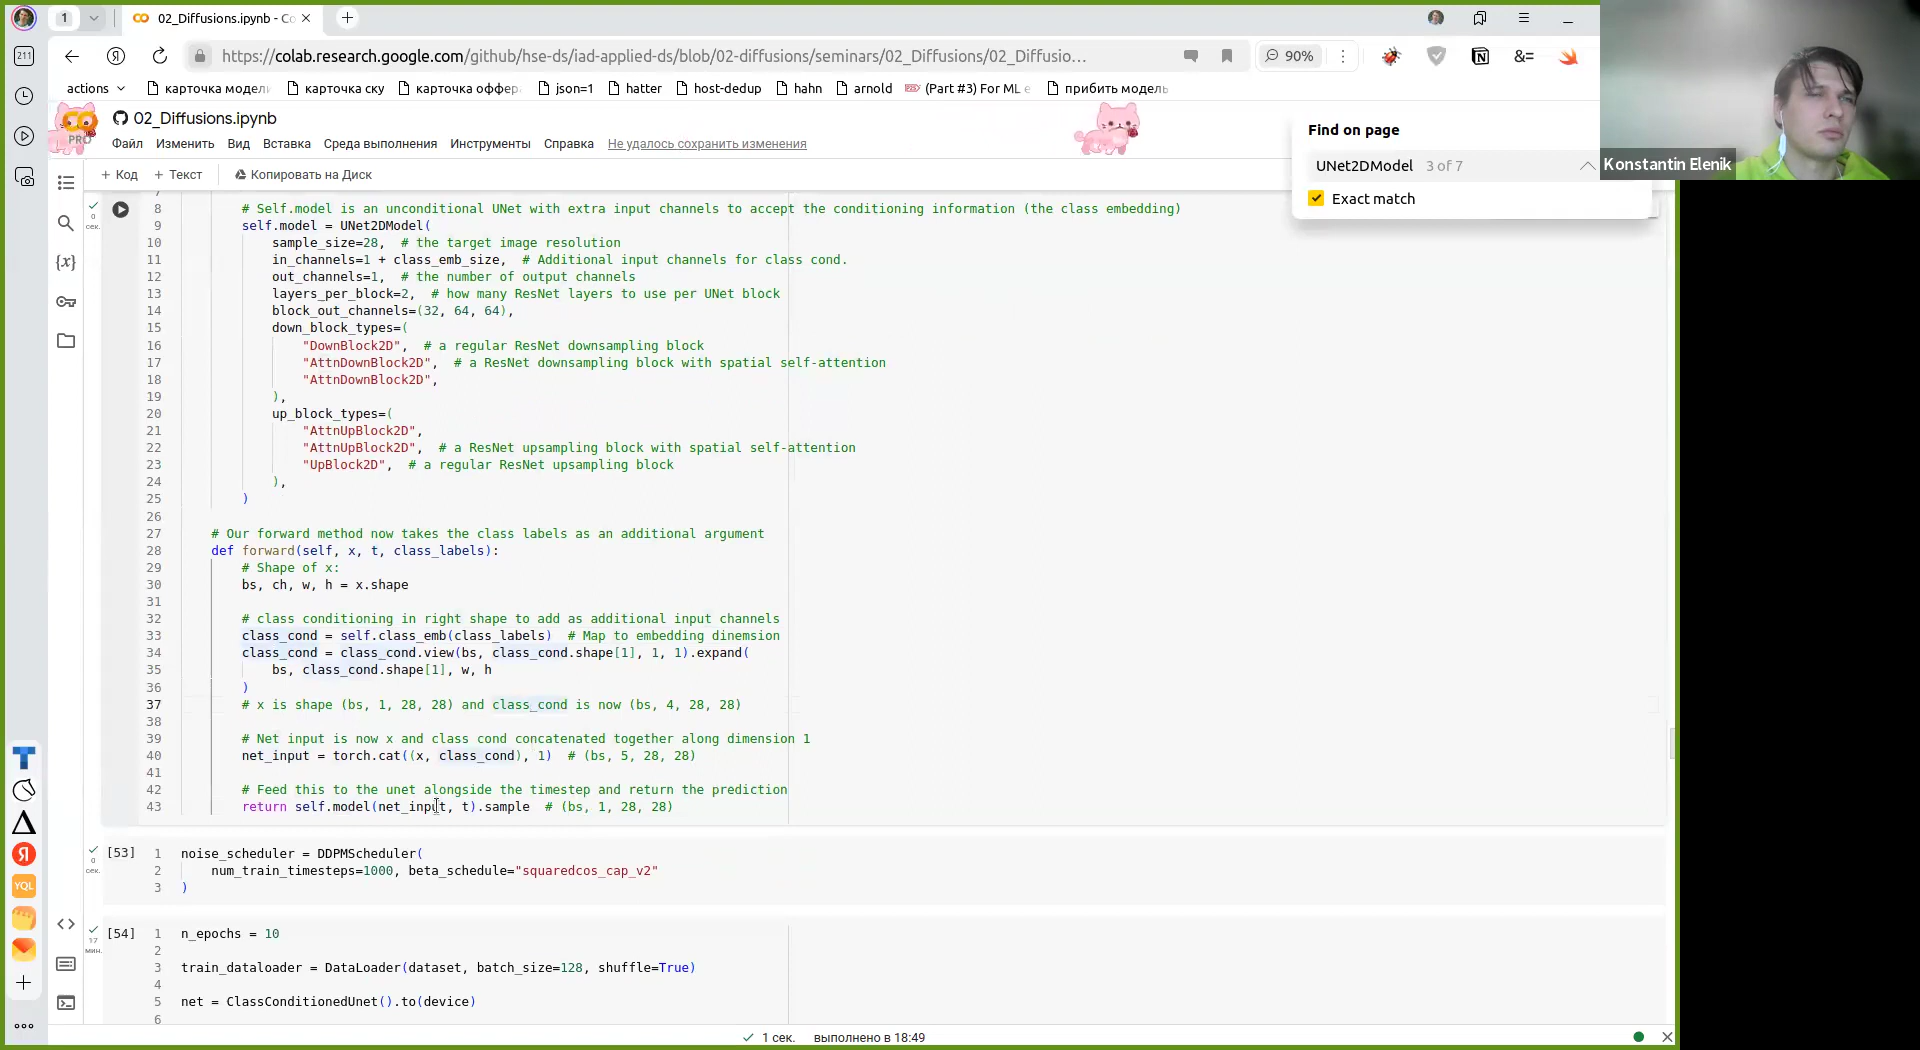 1
02_Diffusions.ipynb - Co
211
https://colab.research.google.com/github/hse-ds/iad-applied-ds/blob/02-diffusions/seminars/02_Diffusions/02_Diffusio...
90%
actions
карточка модел
карточка ску
карточка оффер
json=1
hatter
host-dedup
hahn
arnold
(Part #3) For ML e
прибить модель
PRO
02_Diffusions.ipynb
Файл Изменить Вид Вставка Среда выполнения Инструменты Справка Не удалось сохранить изменения
Find on page
UNet2DModel 3 of 7
Exact match
Konstantin Elenik
+ Код + Текст Копировать на Диск
0
сек.
7
8 # Self.model is an unconditional UNet with extra input channels to accept the conditioning information (the class embedding)
9 self.model = UNet2DModel(
10 sample_size=28, # the target image resolution
11 in_channels=1 + class_emb_size, # Additional input channels for class cond.
12 out_channels=1, # the number of output channels
13 layers_per_block=2, # how many ResNet layers to use per UNet block
14 block_out_channels=(32, 64, 64),
15 down_block_types=(
16 "DownBlock2D", # a regular ResNet downsampling block
17 "AttnDownBlock2D", # a ResNet downsampling block with spatial self-attention
18 "AttnDownBlock2D",
19 ),
20 up_block_types=(
21 "AttnUpBlock2D",
22 "AttnUpBlock2D", # a ResNet upsampling block with spatial self-attention
23 "UpBlock2D", # a regular ResNet upsampling block
24 ),
25 )
26
27 # Our forward method now takes the class labels as an additional argument
28 def forward(self, x, t, class_labels):
29 # Shape of x:
30 bs, ch, w, h = x.shape
31
32 # class conditioning in right shape to add as additional input channels
33 class_cond = self.class_emb(class_labels) # Map to embedding dinemsion
34 class_cond = class_cond.view(bs, class_cond.shape[1], 1, 1).expand(
35 bs, class_cond.shape[1], w, h
36 )
37 # x is shape (bs, 1, 28, 28) and class_cond is now (bs, 4, 28, 28)
38
39 # Net input is now x and class cond concatenated together along dimension 1
40 net_input = torch.cat((x, class_cond), 1) # (bs, 5, 28, 28)
41
42 # Feed this to the unet alongside the timestep and return the prediction
43 return self.model(net_input, t).sample # (bs, 1, 28, 28)
0
сек.
[53] 1 noise_scheduler = DDPMScheduler(
2 num_train_timesteps=1000, beta_schedule="squaredcos_cap_v2"
3 )
17
мин.
[54] 1 n_epochs = 10
2
3 train_dataloader = DataLoader(dataset, batch_size=128, shuffle=True)
4
5 net = ClassConditionedUnet().to(device)
6
Я
YQL
1 сек. выполнено в 18:49